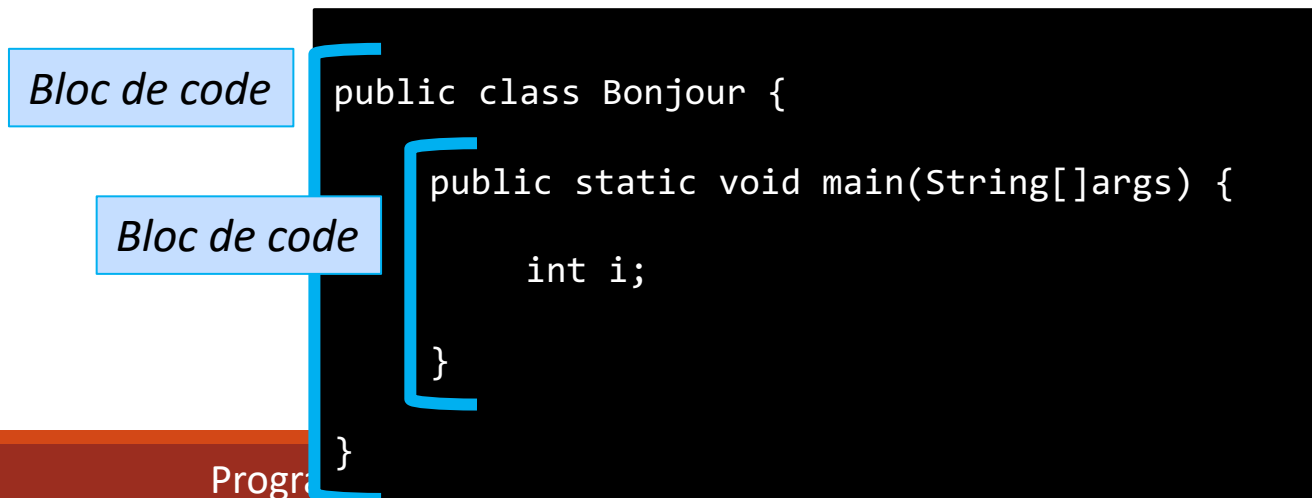 Bloc de code
public class Bonjour {
public static void main(String[]args) {
Bloc de code
int i;
}
}